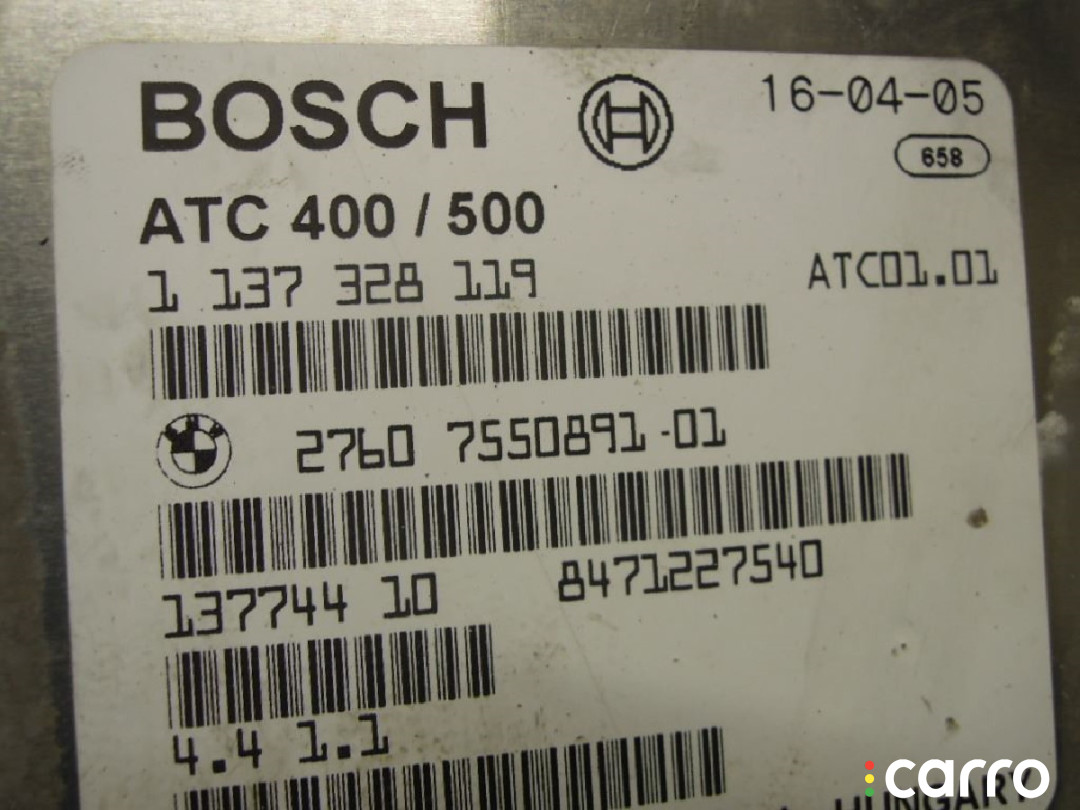 BOSCH 16-04-05
658
ATC 400 / 500
1 137 328 119 ATC01.01
2760 7550891-01
137744 10 8471227540
4.4 1.1
HUNGARY
carro